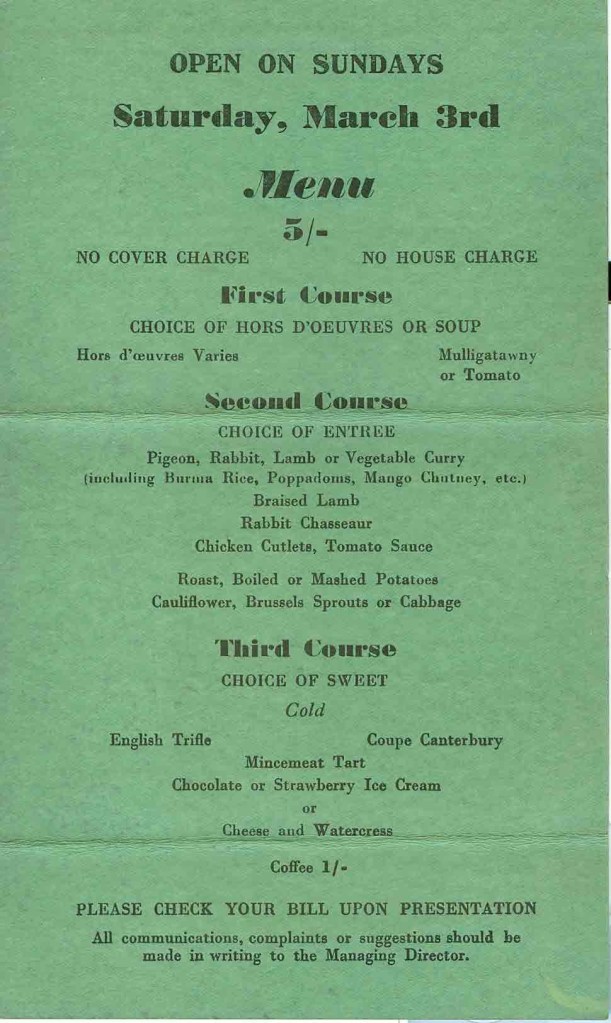 OPEN ON SUNDAYS
Saturday, March 3rd
Menu
5/-
NO COVER CHARGE NO HOUSE CHARGE
First Course
CHOICE OF HORS D'OEUVRES OR SOUP
Hors d'œuvres Varies Mulligatawny
or Tomato
Second Course
CHOICE OF ENTREE
Pigeon, Rabbit, Lamb or Vegetable Curry
(including Burma Rice, Poppadoms, Mango Chutney, etc.)
Braised Lamb
Rabbit Chasseaur
Chicken Cutlets, Tomato Sauce
Roast, Boiled or Mashed Potatoes
Cauliflower, Brussels Sprouts or Cabbage
Third Course
CHOICE OF SWEET
Cold
English Trifle Coupe Canterbury
Mincemeat Tart
Chocolate or Strawberry Ice Cream
or
Cheese and Watercress
Coffee 1/-
PLEASE CHECK YOUR BILL UPON PRESENTATION
All communications, complaints or suggestions should be
made in writing to the Managing Director.